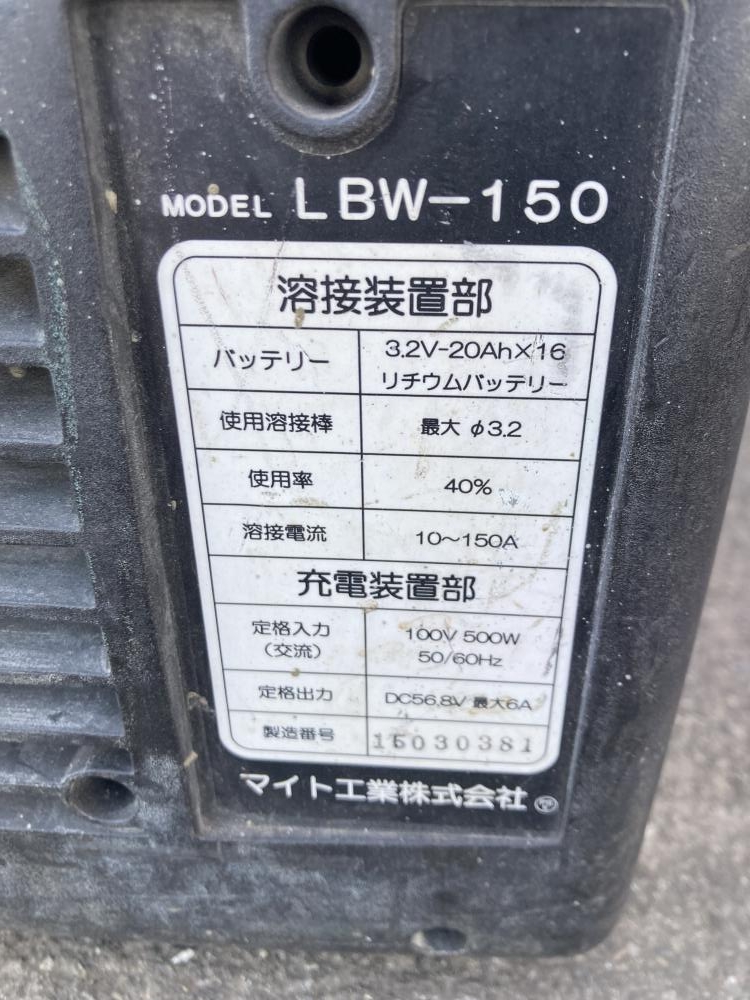 MODEL LBW-150
溶接装置部
バッテリー 3.2V-20Ah×16
リチウムバッテリー
使用溶接棒 最大 φ3.2
使用率 40%
溶接電流 10〜150A
充電装置部
定格入力 100V 500W
(交流) 50/60Hz
定格出力 DC56.8V 最大6A
製造番号 15030381
マイト工業株式会社